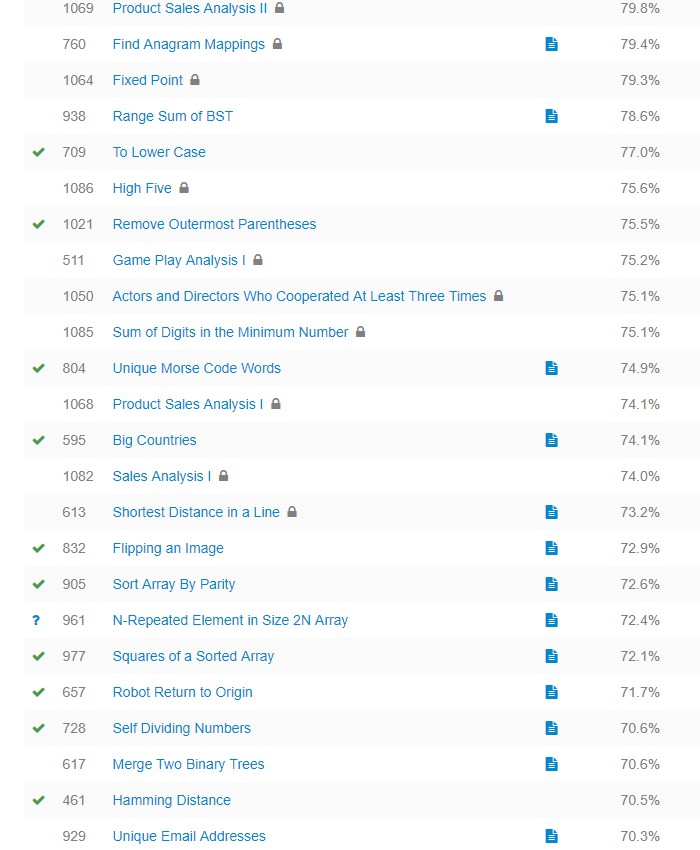 1069 Product Sales Analysis II 79.8%
760 Find Anagram Mappings 79.4%
1064 Fixed Point 79.3%
938 Range Sum of BST 78.6%
709 To Lower Case 77.0%
1086 High Five 75.6%
1021 Remove Outermost Parentheses 75.5%
511 Game Play Analysis I 75.2%
1050 Actors and Directors Who Cooperated At Least Three Times 75.1%
1085 Sum of Digits in the Minimum Number 75.1%
804 Unique Morse Code Words 74.9%
1068 Product Sales Analysis I 74.1%
595 Big Countries 74.1%
1082 Sales Analysis I 74.0%
613 Shortest Distance in a Line 73.2%
832 Flipping an Image 72.9%
905 Sort Array By Parity 72.6%
? 961 N-Repeated Element in Size 2N Array 72.4%
977 Squares of a Sorted Array 72.1%
657 Robot Return to Origin 71.7%
728 Self Dividing Numbers 70.6%
617 Merge Two Binary Trees 70.6%
461 Hamming Distance 70.5%
929 Unique Email Addresses 70.3%